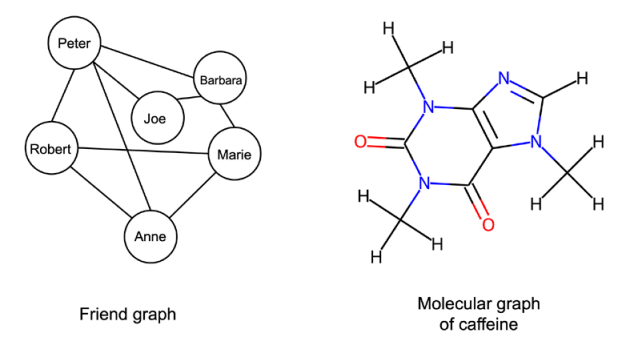 Peter
Barbara
Joe
Robert
Marie
Anne
Friend graph
H
H
H
N
N
H
O
N
H
N
H
O
H
H
H
H
Molecular graph
of caffeine